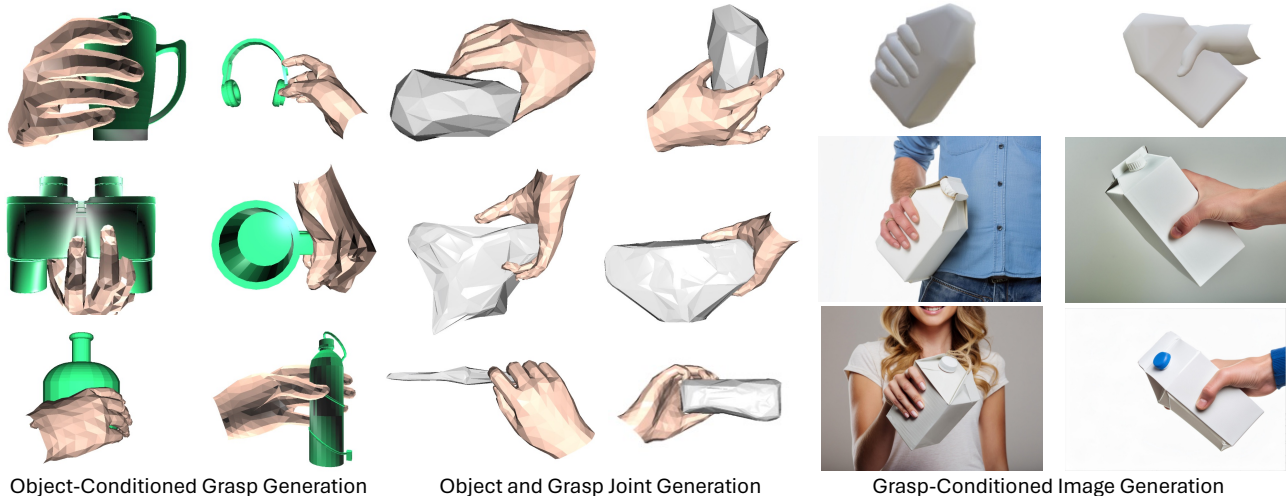 Object-Conditioned Grasp Generation
Object and Grasp Joint Generation
Grasp-Conditioned Image Generation